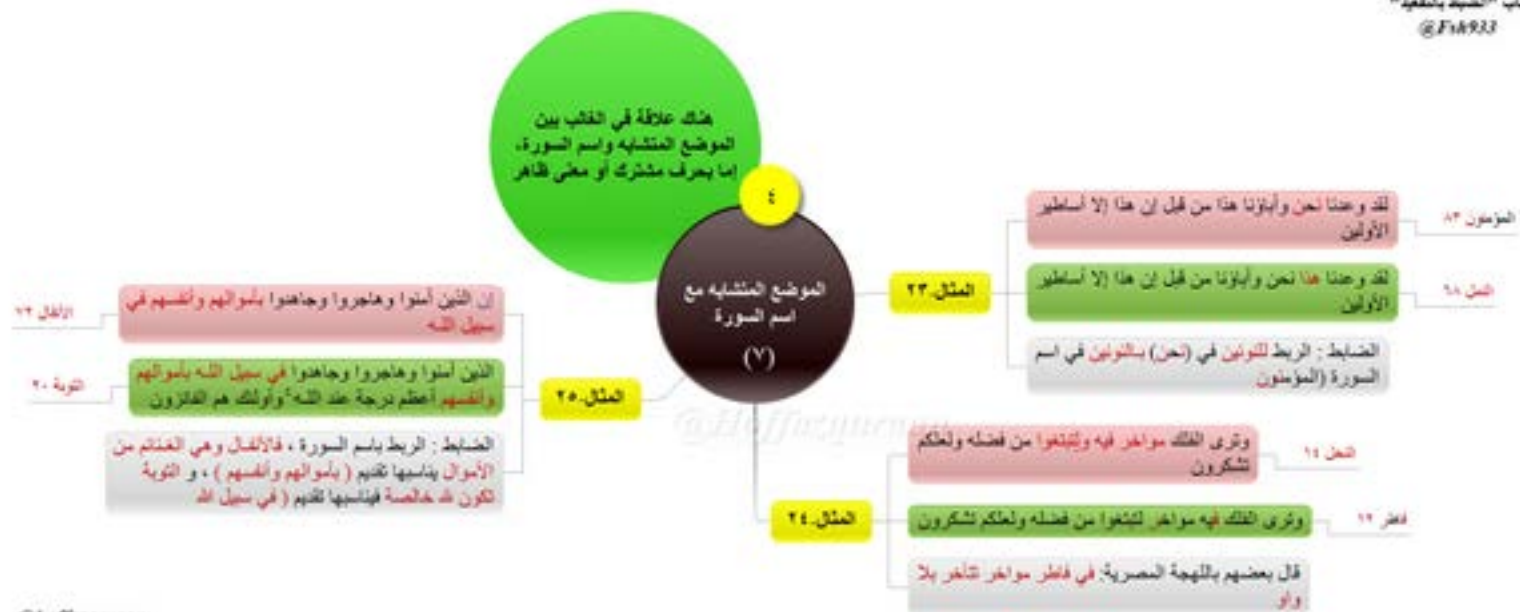 @Fsh933
هناك علاقة في الغالب بين
الموضع المتشابه واسم السورة،
إما بحرف مشترك أو معنى ظاهر
٤
الموضع المتشابه مع
اسم السورة
(٧)
المثال.٢٣
لقد وعدنا نحن وأباؤنا هذا من قبل إن هذا إلا أساطير
الأولين
المؤمنون ٨٣
لقد وعدنا هذا نحن وأباؤنا من قبل إن هذا إلا أساطير
الأولين
النمل ٦٨
الضابط : الربط للنونين في (نحن) بالنونين في اسم
السورة (المؤمنون
المثال.٢٤
وترى الفلك مواخر فيه ولتبتغوا من فضله ولعلكم
تشكرون
النحل ١٤
وترى الفلك فيه مواخر لتبتغوا من فضله ولعلكم تشكرون
فاطر ١٢
قال بعضهم باللهجة المصرية: في فاطر مواخر تتأخر بلا
واو
المثال.٢٥
إن الذين آمنوا وهاجروا وجاهدوا بأموالهم وأنفسهم في
سبيل الله
الأنفال ٧٢
الذين آمنوا وهاجروا وجاهدوا في سبيل الله بأموالهم
وأنفسهم أعظم درجة عند الله وأولئك هم الفائزون
التوبة ٢٠
الضابط : الربط باسم السورة ، فالأنفال وهي الغنائم من
الأموال يناسبها تقديم ( بأموالهم وأنفسهم ) ، و التوبة
تكون لله خالصة فيناسبها تقديم ( في سبيل الله